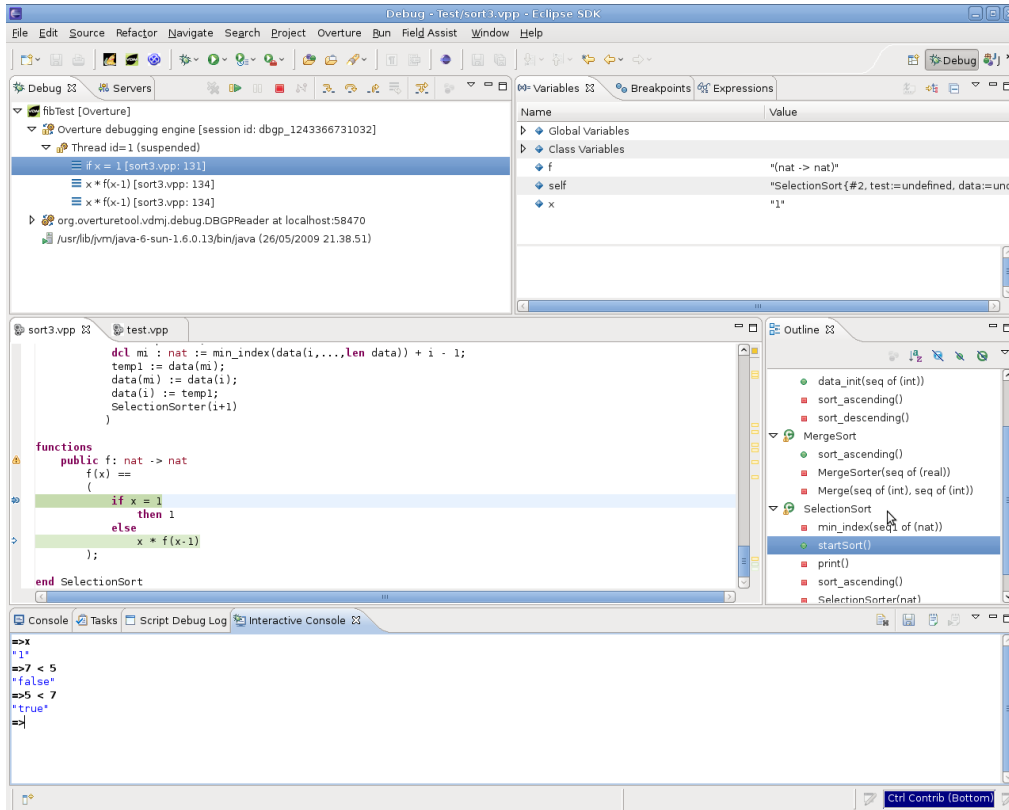 Debug - Test/sort3.vpp - Eclipse SDK
File Edit Source Refactor Navigate Search Project Overture Run Field Assist Window Help
Debug
Debug Servers
fibTest [Overture]
Overture debugging engine [session id: dbgp_1243366731032]
Thread id=1 (suspended)
if x = 1 [sort3.vpp: 131]
x * f(x-1) [sort3.vpp: 134]
x * f(x-1) [sort3.vpp: 134]
org.overturetool.vdmj.debug.DBGPReader at localhost:58470
/usr/lib/jvm/java-6-sun-1.6.0.13/bin/java (26/05/2009 21.38.51)
Variables Breakpoints Expressions
Name Value
Global Variables
Class Variables
f "(nat -> nat)"
self "SelectionSort{#2, test:=undefined, data:=und
x "1"
sort3.vpp test.vpp
dcl mi : nat := min_index(data(i,...,len data)) + i - 1;
temp1 := data(mi);
data(mi) := data(i);
data(i) := temp1;
SelectionSorter(i+1)
)
functions
public f: nat -> nat
f(x) ==
(
if x = 1
then 1
else
x * f(x-1)
);
end SelectionSort
Outline
data_init(seq of (int))
sort_ascending()
sort_descending()
MergeSort
sort_ascending()
MergeSorter(seq of (real))
Merge(seq of (int), seq of (int))
SelectionSort
min_index(seq1 of (nat))
startSort()
print()
sort_ascending()
SelectionSorter(nat)
Console Tasks Script Debug Log Interactive Console
=>x
"1"
=>7 < 5
"false"
=>5 < 7
"true"
=>
Ctrl Contrib (Bottom)